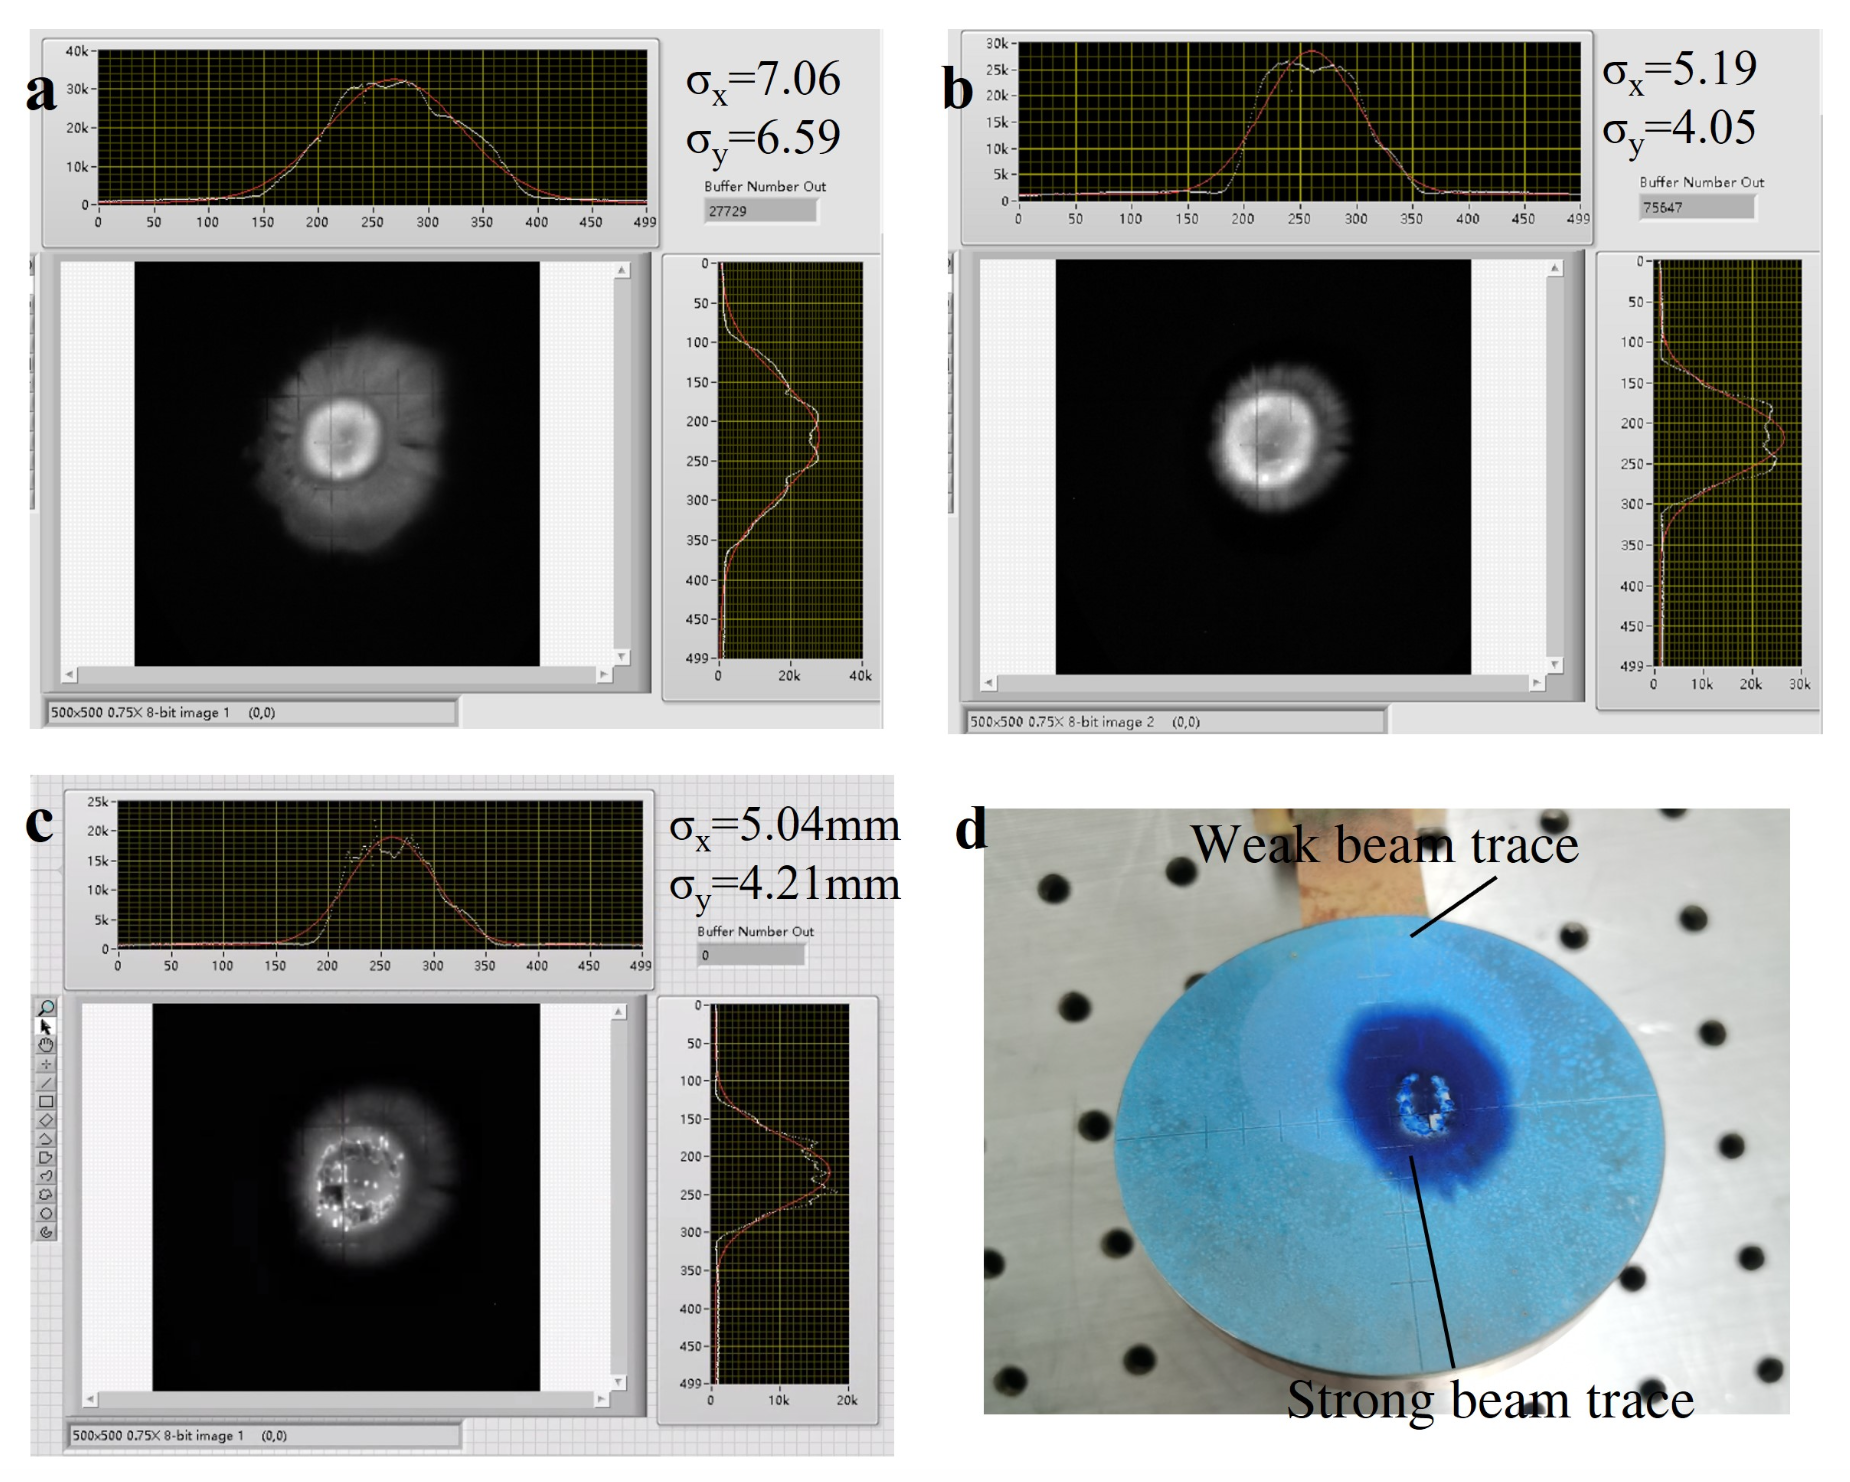 a
40k
30k
20k
10k
0
0 50 100 150 200 250 300 350 400 450 499
σx=7.06
σy=6.59
Buffer Number Out
27729
0
50
100
150
200
250
300
350
400
450
499
0 20k 40k
500x500 0.75X 8-bit image 1 (0,0)
b
30k
25k
20k
15k
10k
5k
0
0 50 100 150 200 250 300 350 400 450 499
σx=5.19
σy=4.05
Buffer Number Out
75647
0
50
100
150
200
250
300
350
400
450
499
0 10k 20k 30k
500x500 0.75X 8-bit image 2 (0,0)
c
25k
20k
15k
10k
5k
0
0 50 100 150 200 250 300 350 400 450 499
σx=5.04mm
σy=4.21mm
Buffer Number Out
0
0
50
100
150
200
250
300
350
400
450
499
0 20k
500x500 0.75X 8-bit image 1 (0,0)
d
Weak beam trace
Strong beam trace